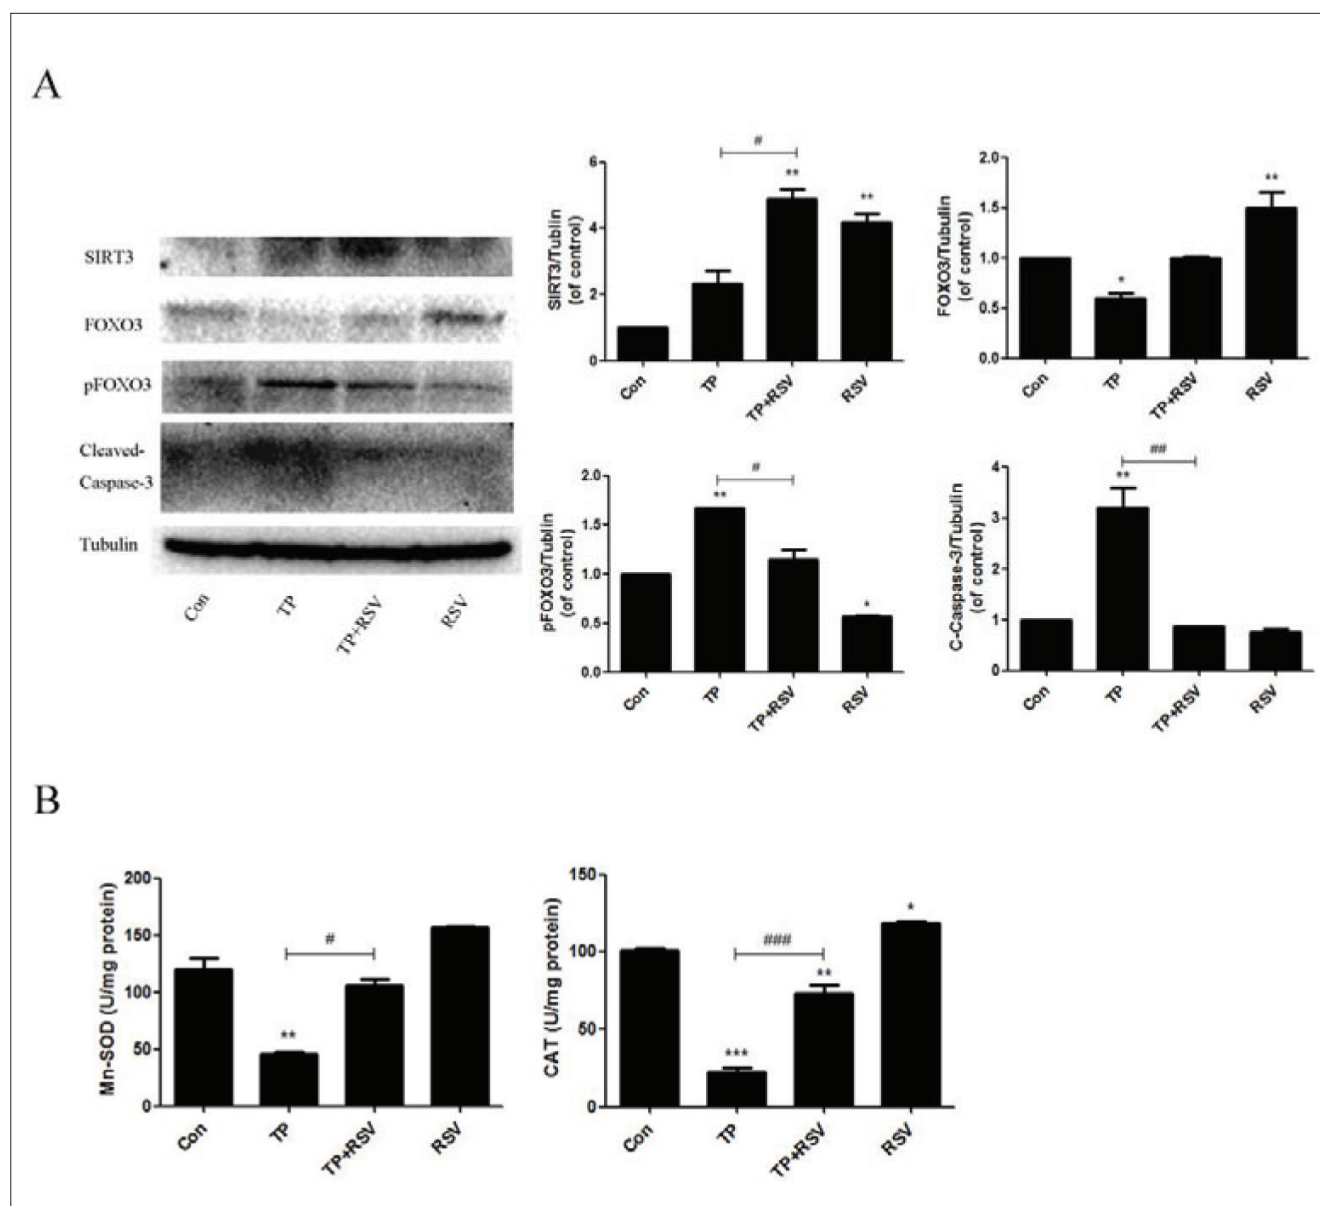 A
SIRT3
FOXO3
pFOXO3
Cleaved-
Caspase-3
Tubulin
Con
TP
TP+RSV
RSV
SIRT3/Tublin
(of control)
6
4
2
0
#
**
**
Con
TP
TP+RSV
RSV
FOXO3/Tubulin
(of control)
2.0
1.5
1.0
0.5
0.0
*
**
Con
TP
TP+RSV
RSV
pFOXO3/Tublin
(of control)
2.0
1.5
1.0
0.5
0.0
#
**
*
Con
TP
TP+RSV
RSV
C-Caspase-3/Tubulin
(of control)
4
3
2
1
0
##
**
Con
TP
TP+RSV
RSV
B
Mn-SOD (U/mg protein)
200
150
100
50
0
#
**
Con
TP
TP+RSV
RSV
CAT (U/mg protein)
150
100
50
0
###
***
**
*
Con
TP
TP+RSV
RSV